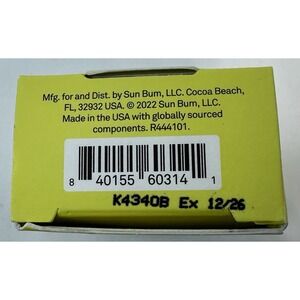 Mfg. for and Dist. by Sun Bum, LLC. Cocoa Beach,
FL, 32932 USA. © 2022 Sun Bum, LLC.
Made in the USA with globally sourced
components. R444101.
8 40155 60314 1
K4340B Ex 12/26